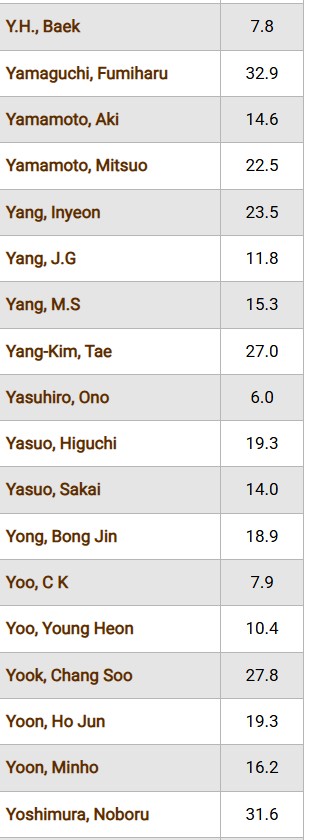 Y.H., Baek 7.8
Yamaguchi, Fumiharu 32.9
Yamamoto, Aki 14.6
Yamamoto, Mitsuo 22.5
Yang, Inyeon 23.5
Yang, J.G 11.8
Yang, M.S 15.3
Yang-Kim, Tae 27.0
Yasuhiro, Ono 6.0
Yasuo, Higuchi 19.3
Yasuo, Sakai 14.0
Yong, Bong Jin 18.9
Yoo, C K 7.9
Yoo, Young Heon 10.4
Yook, Chang Soo 27.8
Yoon, Ho Jun 19.3
Yoon, Minho 16.2
Yoshimura, Noboru 31.6